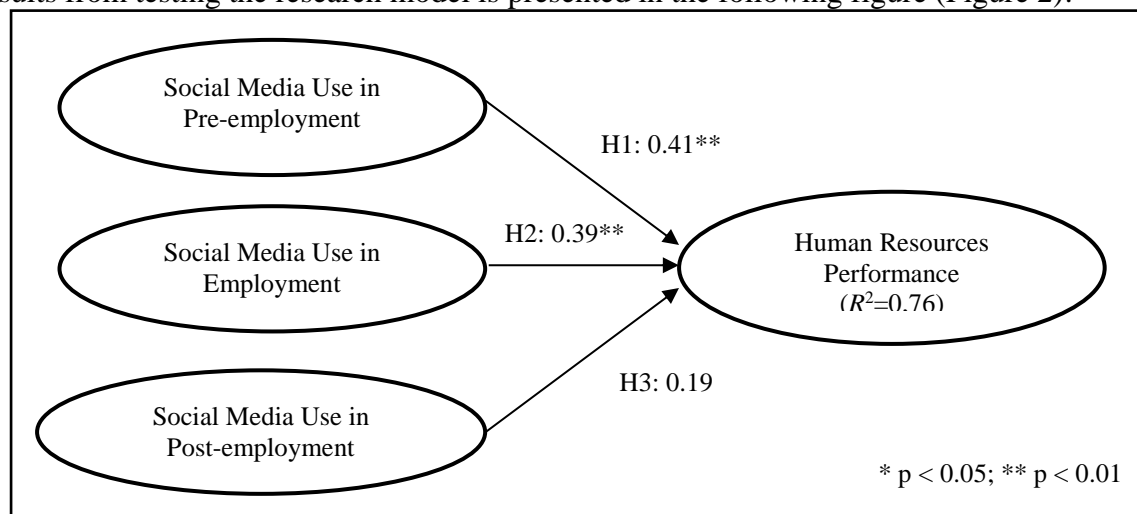 sults from testing the research model is presented in the following figure (Figure 2).
Social Media Use in
Pre-employment
H1: 0.41**
H2: 0.39**
Social Media Use in
Employment
Human Resources
Performance
(R²=0.76)
H3: 0.19
Social Media Use in
Post-employment
* p < 0.05; ** p < 0.01